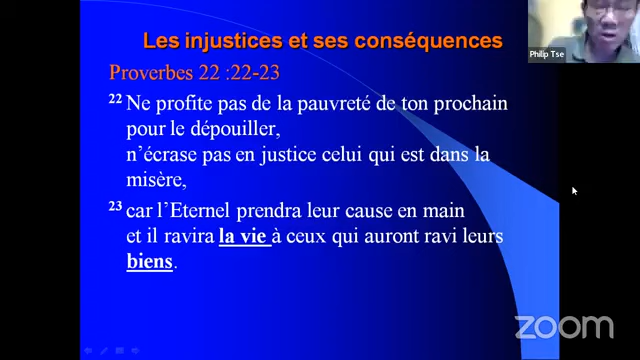 Les injustices et ses conséquences
Proverbes 22 :22-23
22 Ne profite pas de la pauvreté de ton prochain
pour le dépouiller,
n’écrase pas en justice celui qui est dans la
misère,
23 car l’Eternel prendra leur cause en main
et il ravira la vie à ceux qui auront ravi leurs
biens.
Philip Tse
zoom